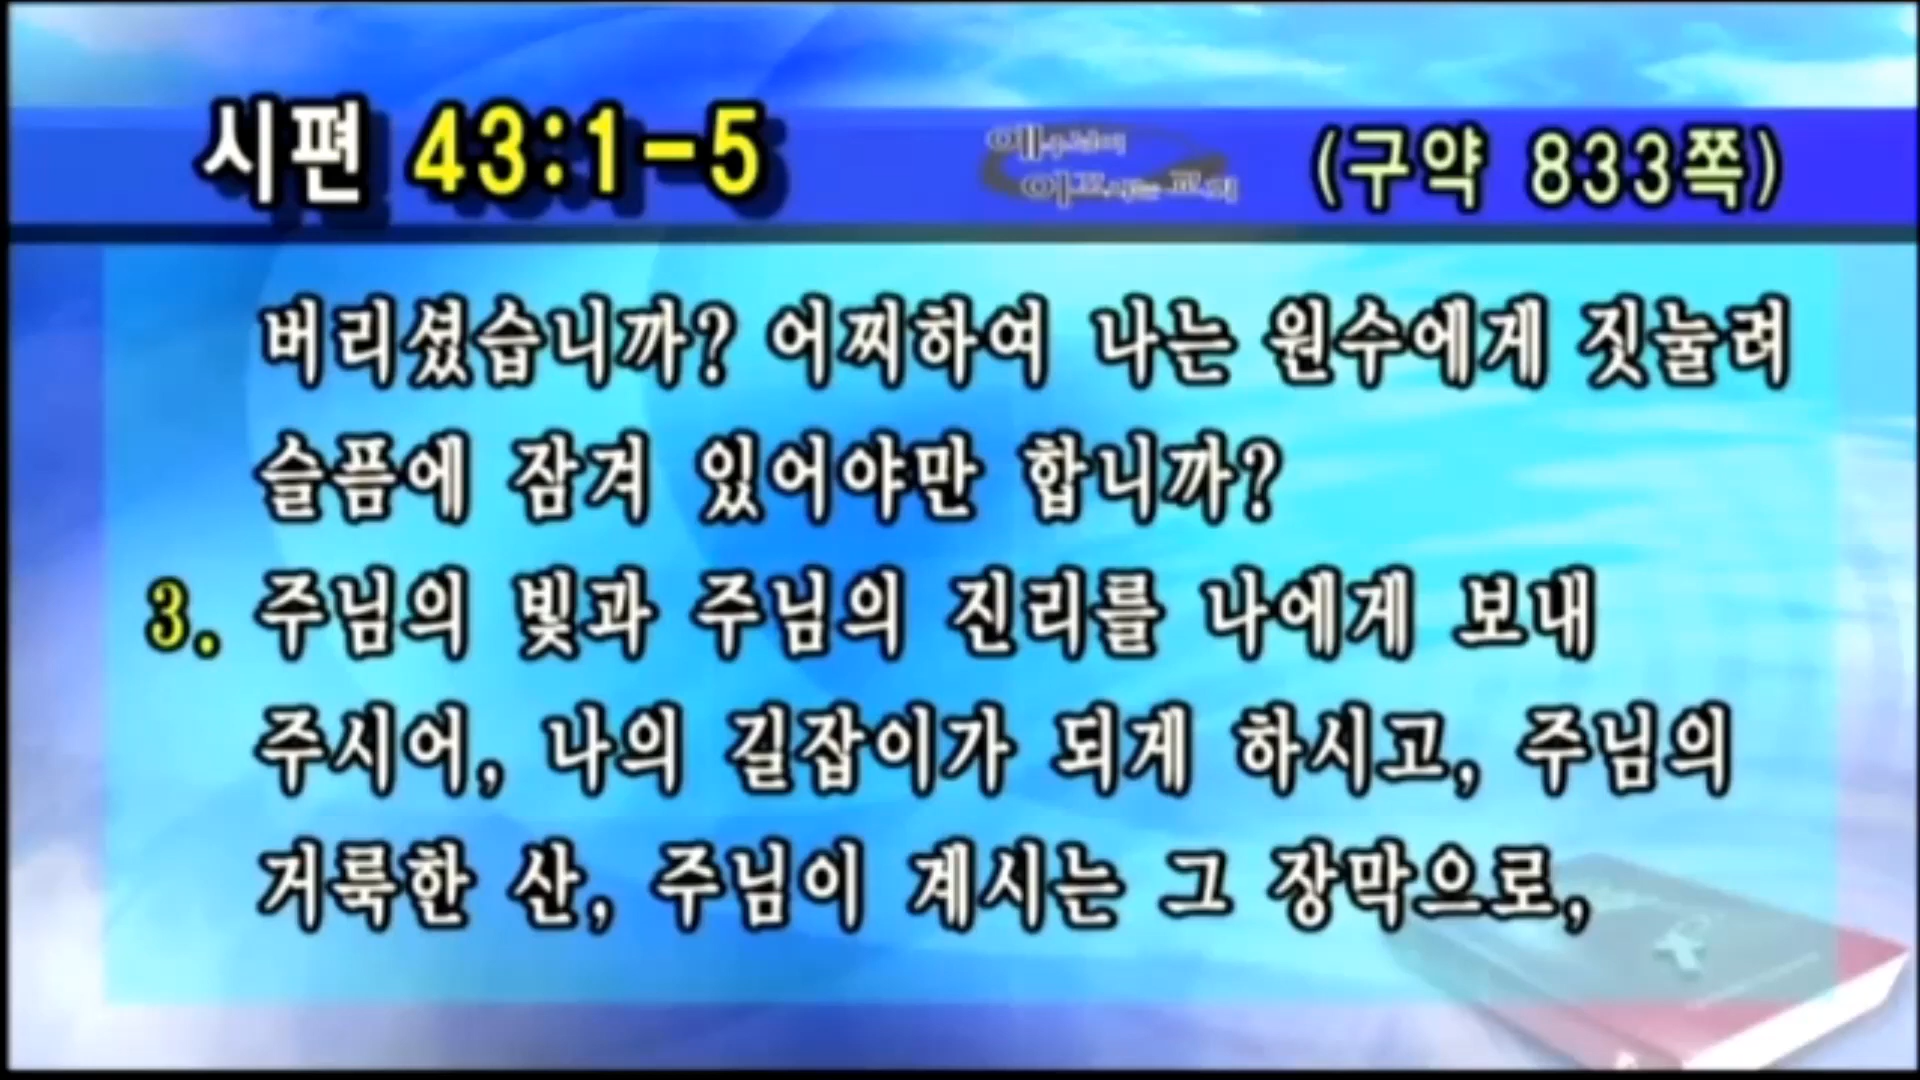 시편 43:1-5
(구약 833쪽)
버리셨습니까? 어찌하여 나는 원수에게 짓눌려
슬픔에 잠겨 있어야만 합니까?
3. 주님의 빛과 주님의 진리를 나에게 보내
주시어, 나의 길잡이가 되게 하시고, 주님의
거룩한 산, 주님이 계시는 그 장막으로,